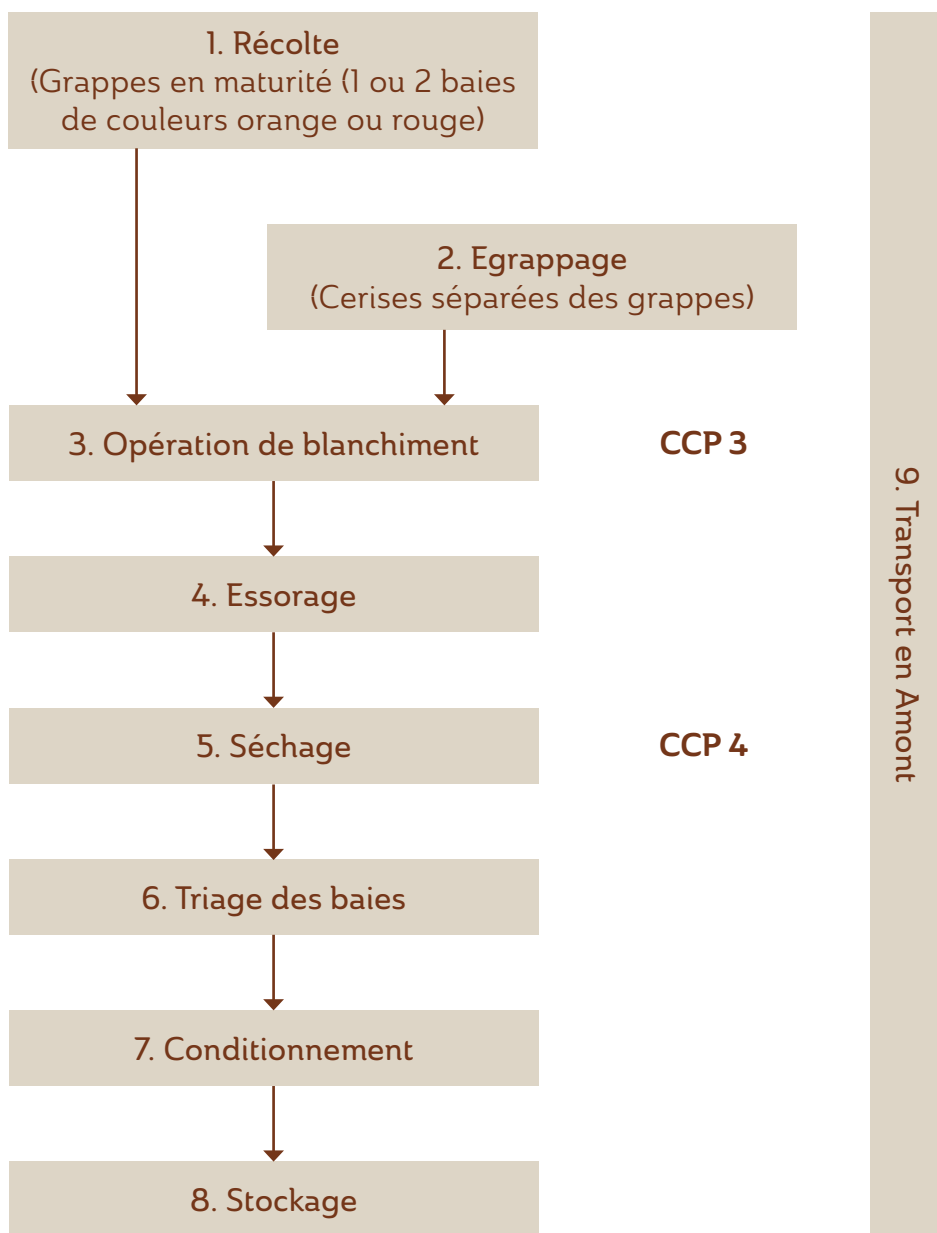 1. Récolte
(Grappes en maturité (1 ou 2 baies
de couleurs orange ou rouge)
2. Egrappage
(Cerises séparées des grappes)
3. Opération de blanchiment
CCP 3
4. Essorage
5. Séchage
CCP 4
6. Triage des baies
7. Conditionnement
8. Stockage
9. Transport en Amont